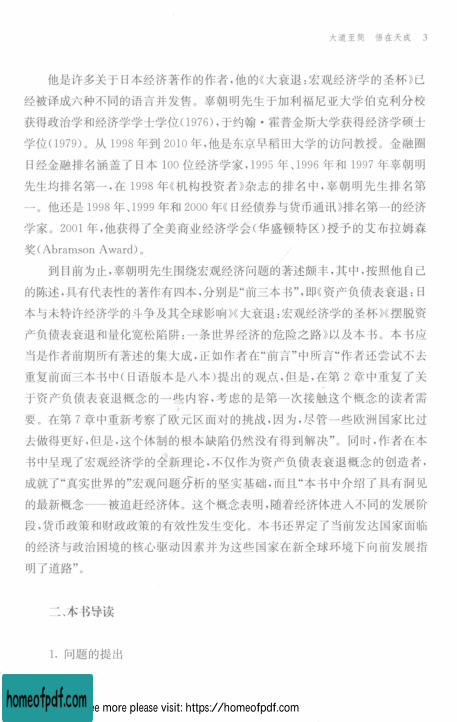 大道至简　悟在天成　3
他是许多关于日本经济著作的作者,他的《大衰退:宏观经济学的圣杯》已
经被译成六种不同的语言并发售。辜朝明先生于加利福尼亚大学伯克利分校
获得政治学和经济学学士学位(1976),于约翰·霍普金斯大学获得经济学硕士
学位(1979)。从1998年到2010年,他是东京早稻田大学的访问教授。金融圈
日经金融排名涵盖了日本100位经济学家,1995年、1996年和1997年辜朝明
先生均排名第一,在1998年《机构投资者》杂志的排名中,辜朝明先生排名第
一。他还是1998年、1999年和2000年《日经债券与货币通讯》排名第一的经济
学家。2001年,他获得了全美商业经济学会(华盛顿特区)授予的艾布拉姆森
奖(Abramson Award)。
到目前为止,辜朝明先生围绕宏观经济问题的著述颇丰,其中,按照他自己
的陈述,具有代表性的著作有四本,分别是“前三本书”,即《资产负债表衰退:日
本与未特许经济学的斗争及其全球影响》《大衰退:宏观经济学的圣杯》《摆脱资
产负债表衰退和量化宽松陷阱:一条世界经济的危险之路》以及本书。本书应
当是作者前期所有著述的集大成,正如作者在“前言”中所言“作者还尝试不去
重复前面三本书中(日语版本是八本)提出的观点,但是,在第2章中重复了关
于资产负债表衰退概念的一些内容,考虑的是第一次接触这个概念的读者需
要。在第7章中重新考察了欧元区面对的挑战,因为,尽管一些欧洲国家比过
去做得更好,但是,这个体制的根本缺陷仍然没有得到解决”。同时,作者在本
书中呈现了宏观经济学的全新理论,不仅作为资产负债表衰退概念的创造者,
成就了“真实世界的”宏观问题分析的坚实基础,而且“本书中介绍了具有洞见
的最新概念——被追赶经济体。这个概念表明,随着经济体进入不同的发展阶
段,货币政策和财政政策的有效性发生变化。本书还界定了当前发达国家面临
的经济与政治困境的核心驱动因素并为这些国家在新全球环境下向前发展指
明了道路”。
二、本书导读
1. 问题的提出
homeofpdf.com
e more please visit: https://homeofpdf.com